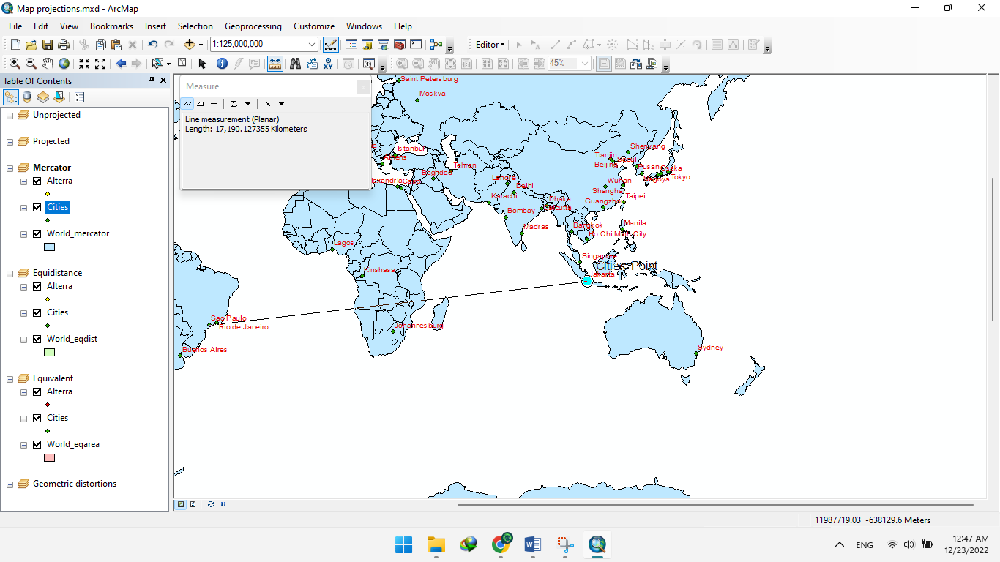 Map projections.mxd - ArcMap
File Edit View Bookmarks Insert Selection Geoprocessing Customize Windows Help
1:125,000,000
Editor
45%
Table Of Contents
Unprojected
Projected
Mercator
Alterra
Cities
World_mercator
Equidistance
Alterra
Cities
World_eqdist
Equivalent
Alterra
Cities
World_eqarea
Geometric distortions
Measure
Line measurement (Planar)
Length: 17,190.127355 Kilometers
Saint Petersburg
Moskva
Istanbul
Tehran
Baghdad
Lahore
Delhi
Karachi
Dhaka
Calcutta
Bombay
Madras
Shenyang
Tianjin
Beijing
Seoul
Pusan
Osaka
Nagoya
Tokyo
Wuhan
Shanghai
Taipei
Guangzhou
Manila
Bangkok
Ho Chi Minh City
Singapore
Cities: Point
Jakarta
Lagos
Kinshasa
Sao Paulo
Rio de Janeiro
Johannesburg
Buenos Aires
Sydney
11987719.03 -638129.6 Meters
ENG
12:47 AM
12/23/2022